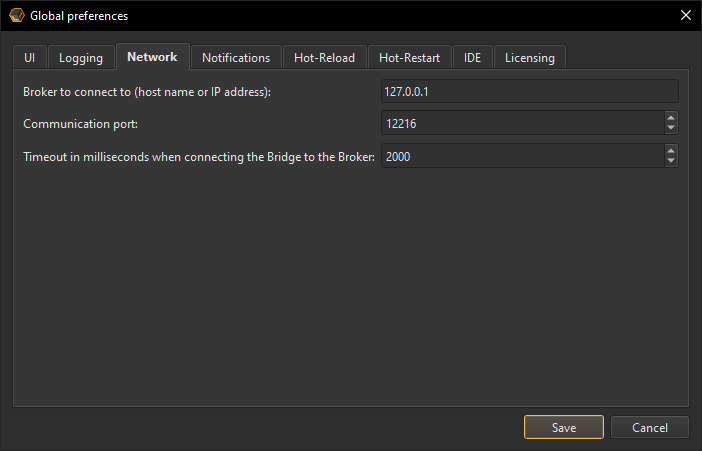 Global preferences
UI Logging Network Notifications Hot-Reload Hot-Restart IDE Licensing
Broker to connect to (host name or IP address): 127.0.0.1
Communication port: 12216
Timeout in milliseconds when connecting the Bridge to the Broker: 2000
Save Cancel